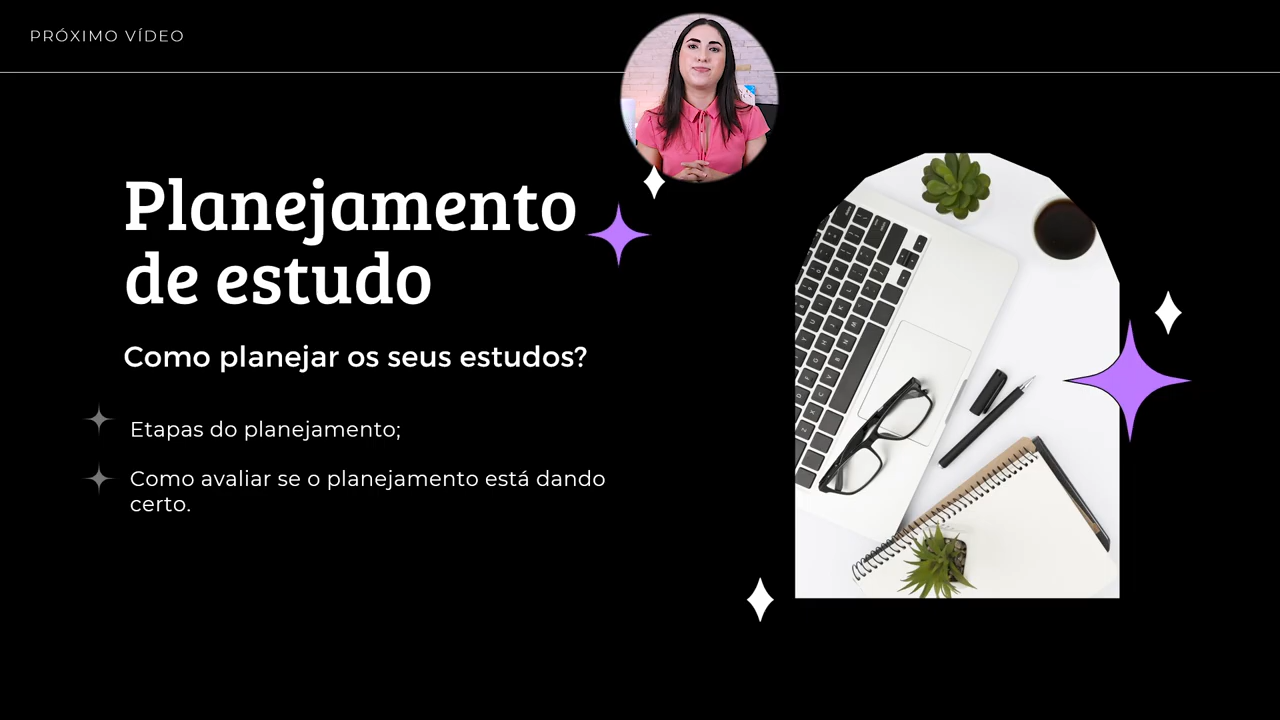 PRÓXIMO VÍDEO
Planejamento
de estudo
Como planejar os seus estudos?
Etapas do planejamento;
Como avaliar se o planejamento está dando
certo.